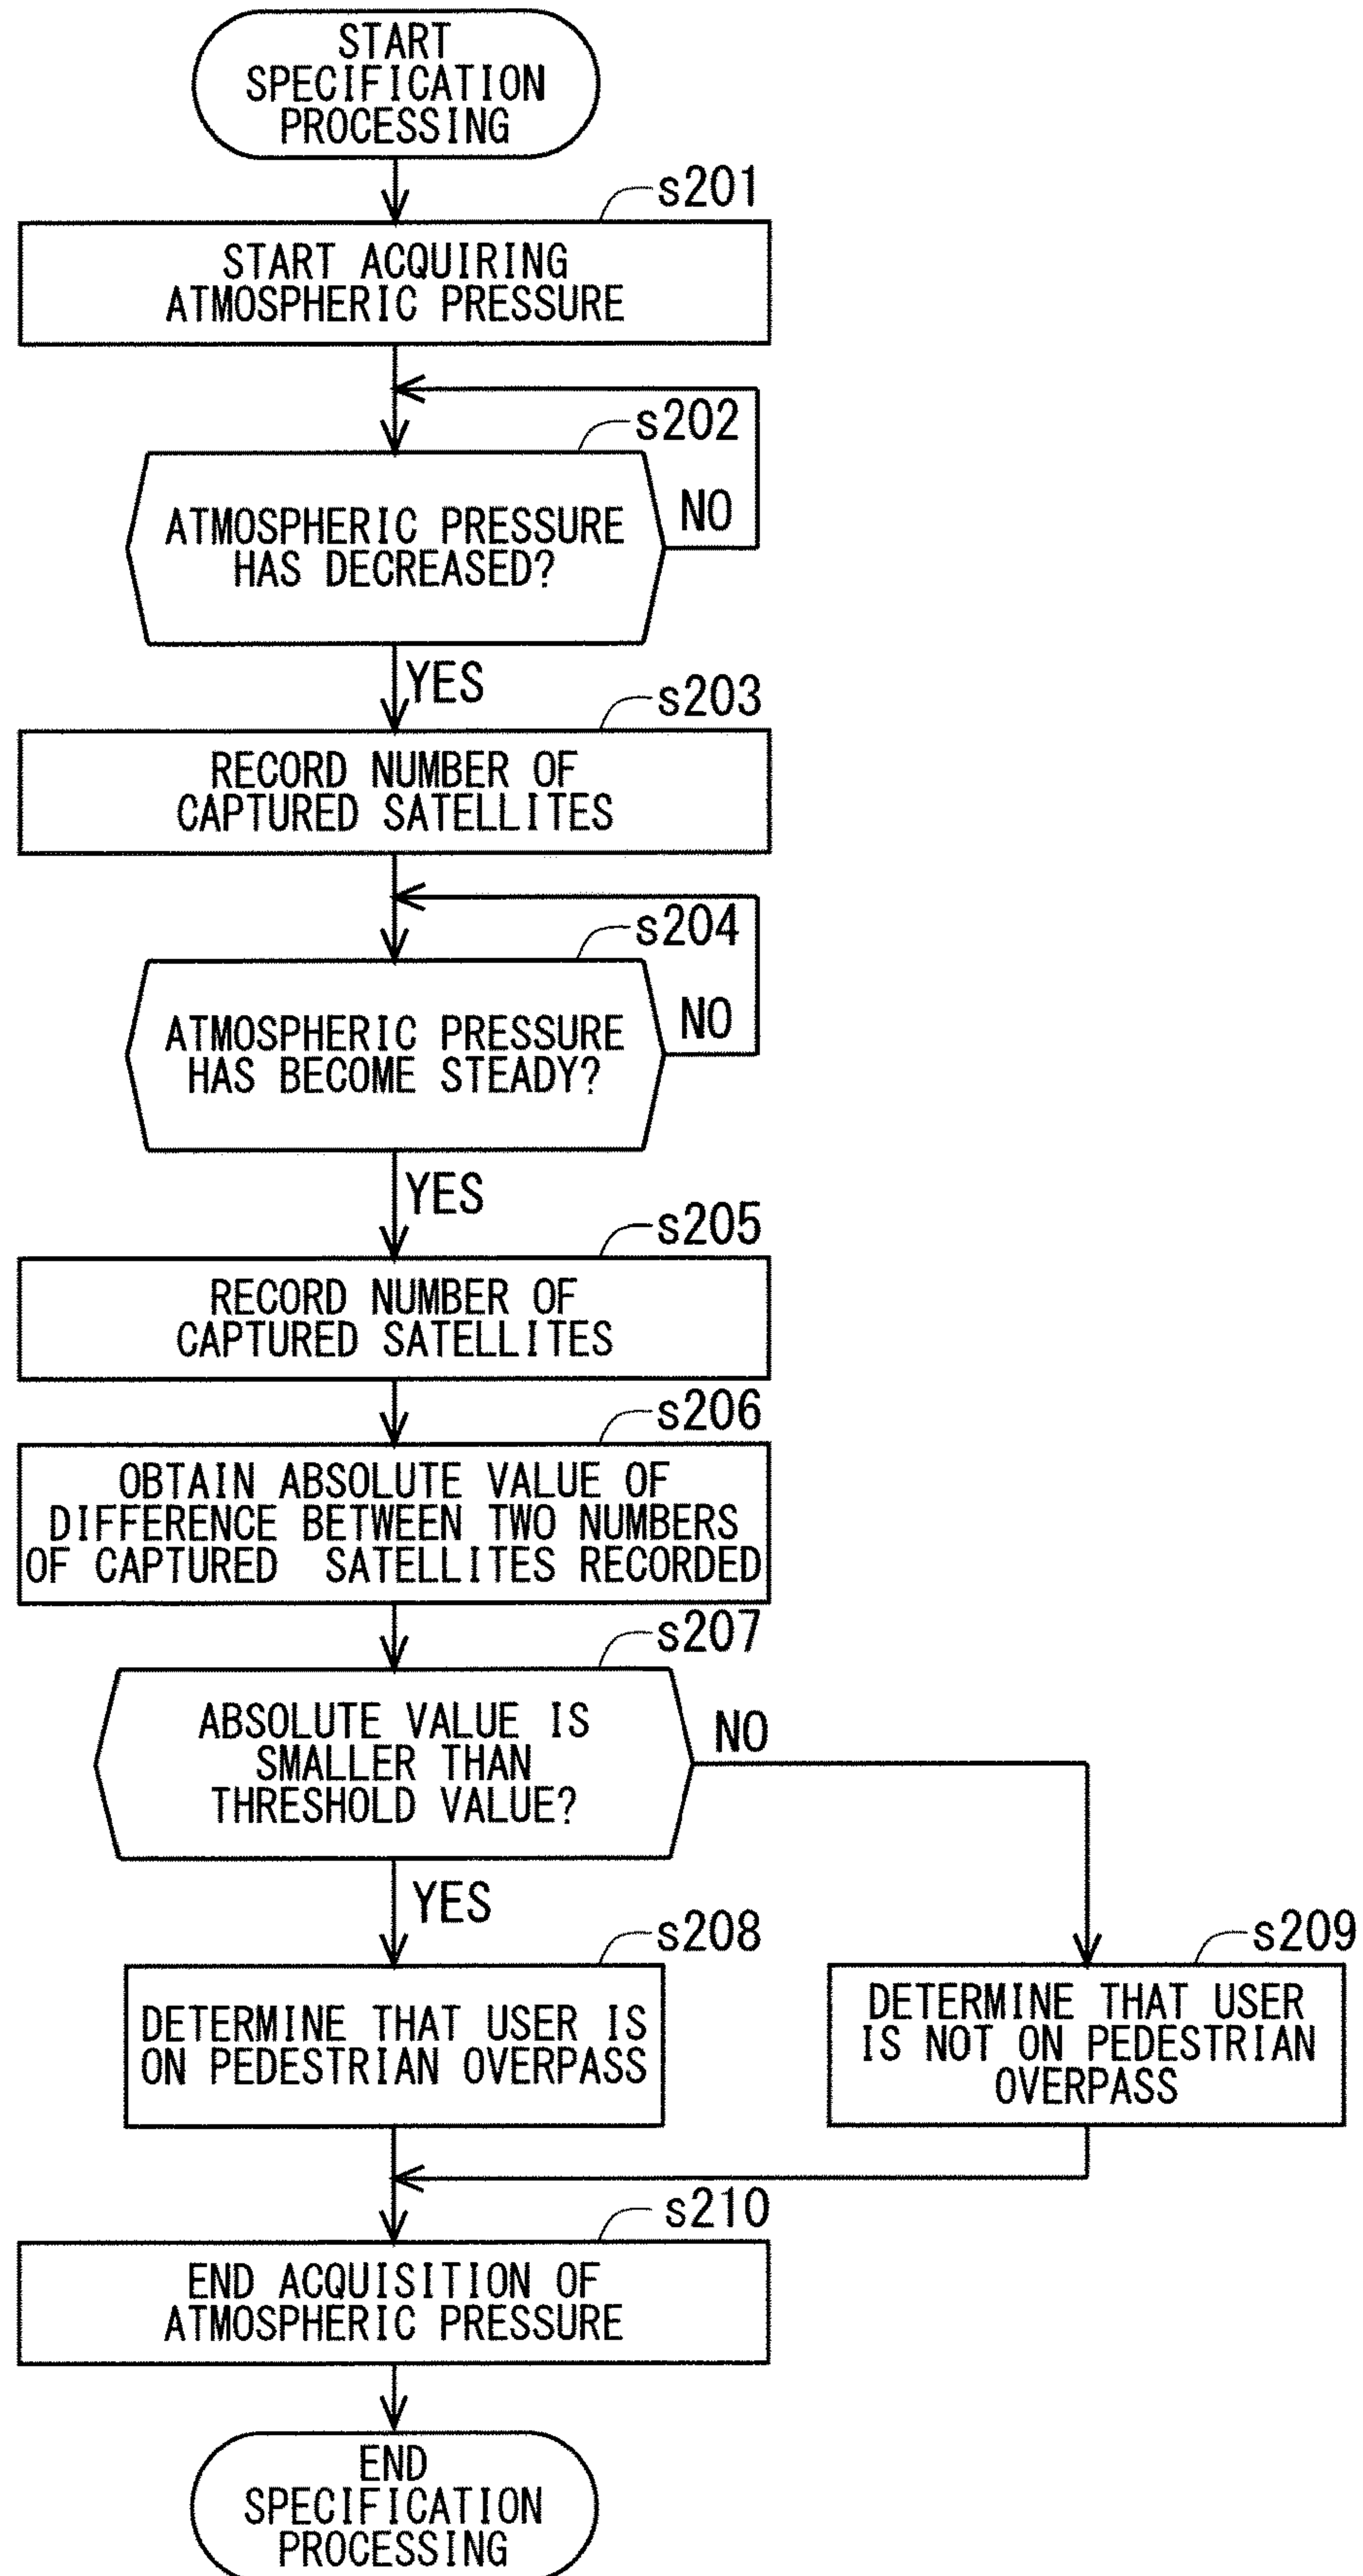 START
SPECIFICATION
PROCESSING
s201
START ACQUIRING
ATMOSPHERIC PRESSURE
s202
ATMOSPHERIC PRESSURE
HAS DECREASED?
NO
YES
s203
RECORD NUMBER OF
CAPTURED SATELLITES
s204
ATMOSPHERIC PRESSURE
HAS BECOME STEADY?
NO
YES
s205
RECORD NUMBER OF
CAPTURED SATELLITES
s206
OBTAIN ABSOLUTE VALUE OF
DIFFERENCE BETWEEN TWO NUMBERS
OF CAPTURED SATELLITES RECORDED
s207
ABSOLUTE VALUE IS
SMALLER THAN
THRESHOLD VALUE?
NO
YES
s208
DETERMINE THAT USER IS
ON PEDESTRIAN OVERPASS
s209
DETERMINE THAT USER
IS NOT ON PEDESTRIAN
OVERPASS
s210
END ACQUISITION OF
ATMOSPHERIC PRESSURE
END
SPECIFICATION
PROCESSING